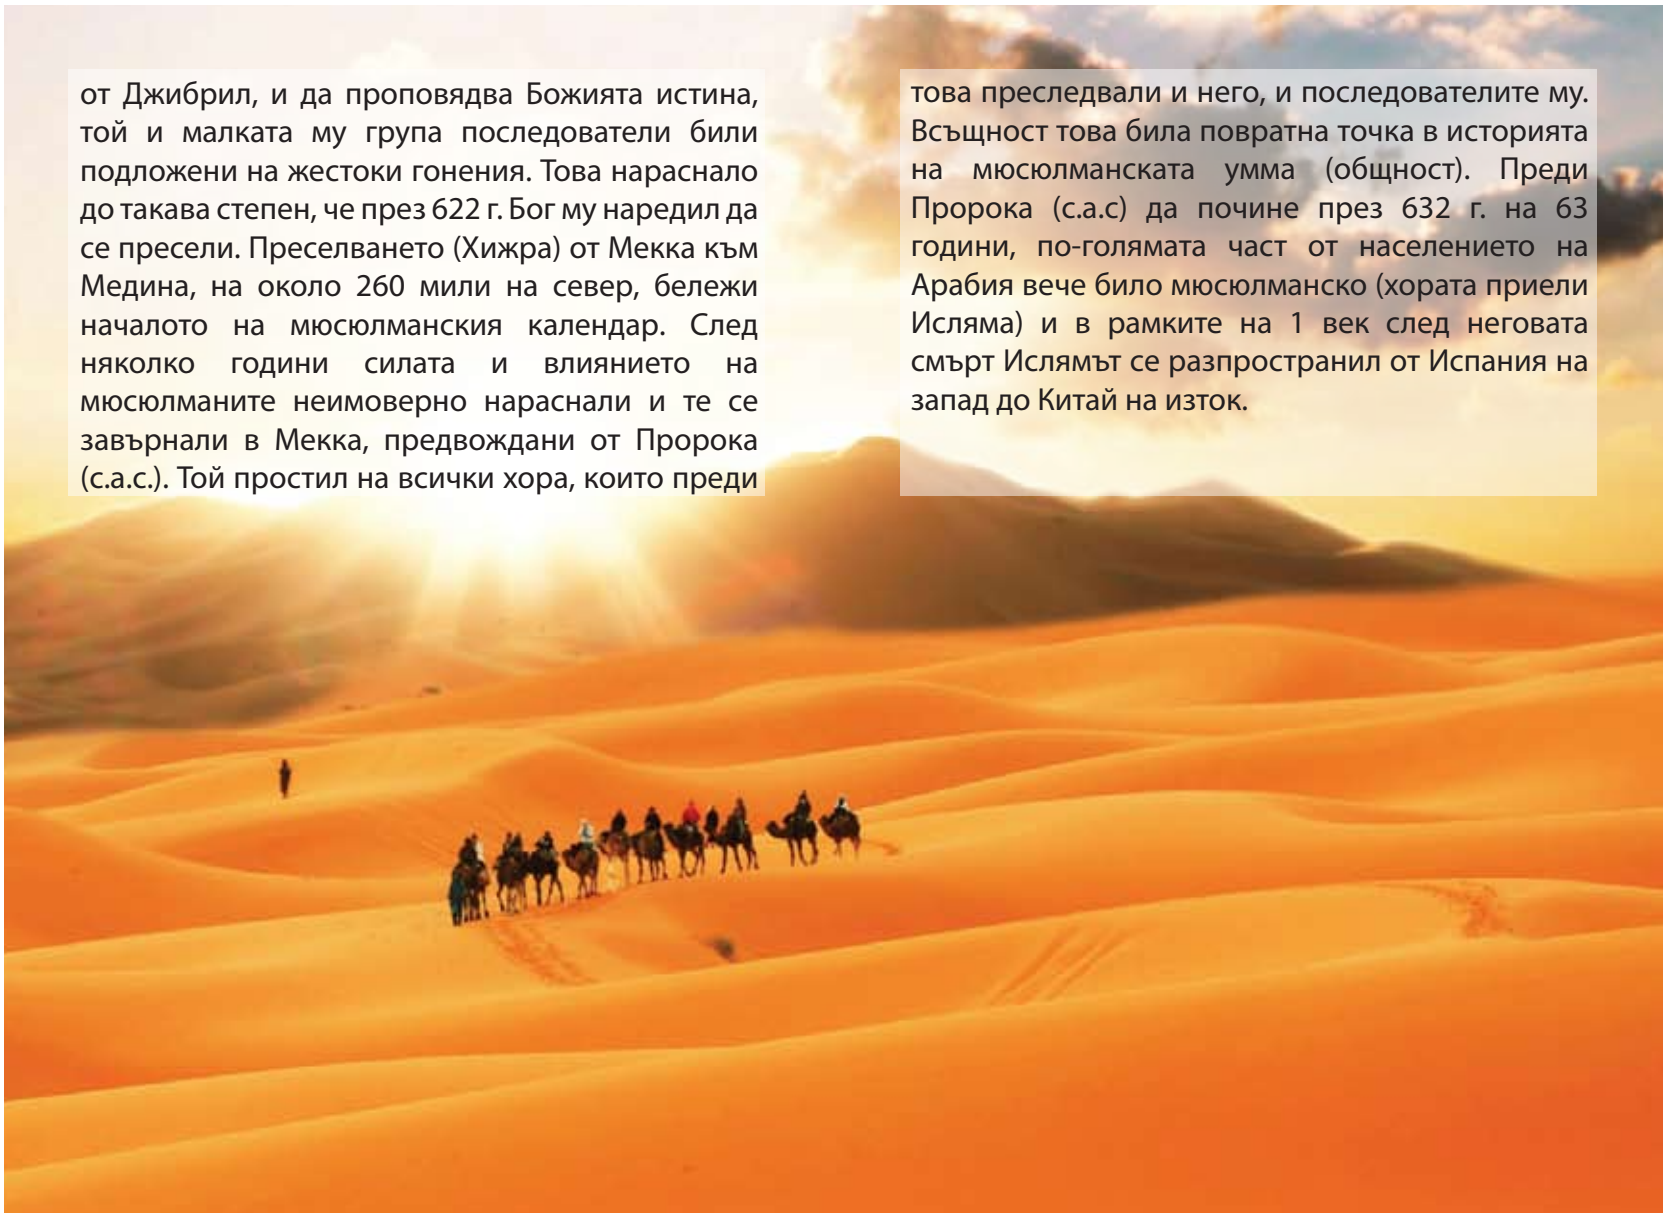 от Джибрил, и да проповядва Божията истина,
той и малката му група последователи били
подложени на жестоки гонения. Това нараснало
до такава степен, че през 622 г. Бог му наредил да
се пресели. Преселването (Хижра) от Мекка към
Медина, на около 260 мили на север, бележи
началото на мюсюлманския календар. След
няколко години силата и влиянието на
мюсюлманите неимоверно нараснали и те се
завърнали в Мекка, предвождани от Пророка
(с.а.с.). Той простил на всички хора, които преди
това преследвали и него, и последователите му.
Всъщност това била повратна точка в историята
на мюсюлманската умма (общност). Преди
Пророка (с.а.с) да почине през 632 г. на 63
години, по-голямата част от населението на
Арабия вече било мюсюлманско (хората приели
Исляма) и в рамките на 1 век след неговата
смърт Ислямът се разпространил от Испания на
запад до Китай на изток.